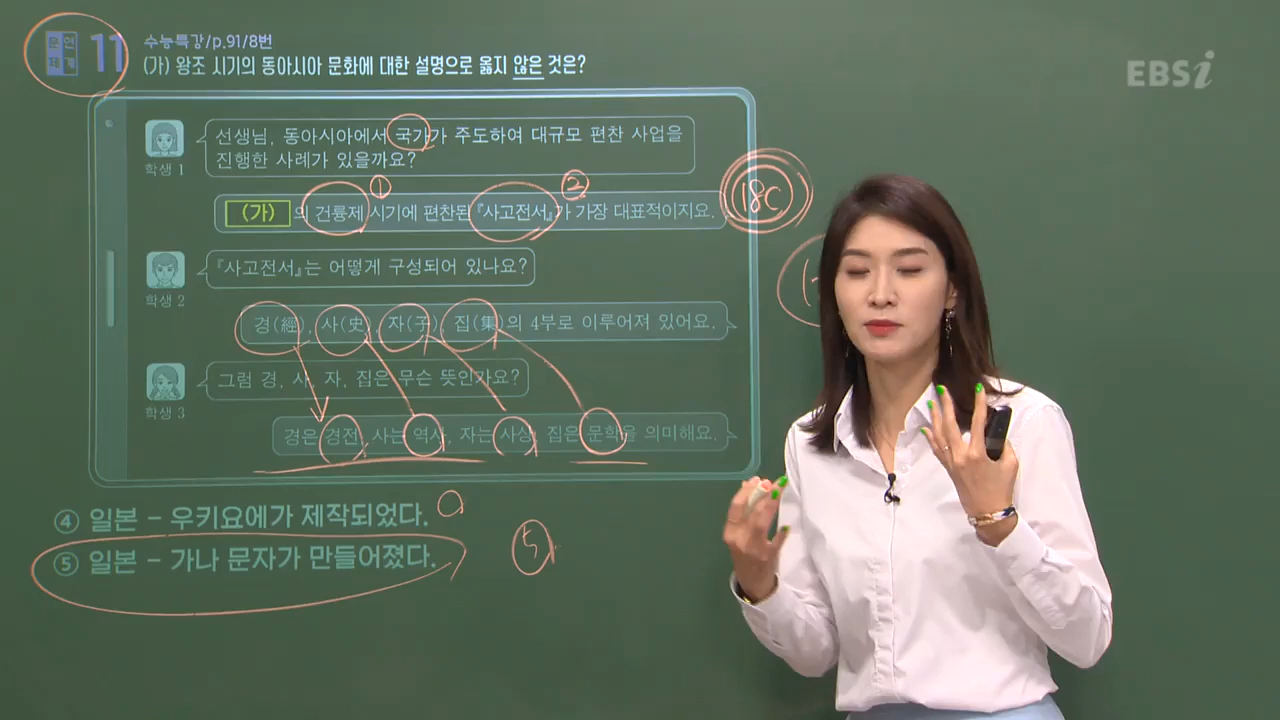 문연
제계
11
수능특강/p.91/8번
(가) 왕조 시기의 동아시아 문화에 대한 설명으로 옳지 않은 것은?
EBSi
학생 1
선생님, 동아시아에서 국가가 주도하여 대규모 편찬 사업을
진행한 사례가 있을까요?
① ②
(가) 의 건륭제 시기에 편찬된 『사고전서』가 가장 대표적이지요.
18C
학생 2
『사고전서』는 어떻게 구성되어 있나요?
경(經), 사(史), 자(子), 집(集)의 4부로 이루어져 있어요.
학생 3
그럼 경, 사, 자, 집은 무슨 뜻인가요?
경은 경전, 사는 역사, 자는 사상, 집은 문학을 의미해요.
④ 일본 – 우키요에가 제작되었다.
⑤ 일본 – 가나 문자가 만들어졌다.
5